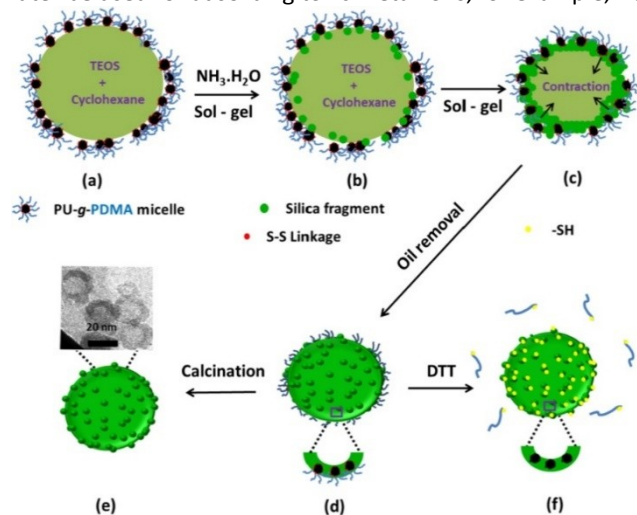 TEOS
+
Cyclohexane
NH₃.H₂O
Sol - gel
TEOS
+
Cyclohexane
Sol - gel
Contraction
(a)
(b)
(c)
PU-g-PDMA micelle
Silica fragment
S-S Linkage
-SH
Oil removal
20 nm
Calcination
DTT
(e)
(d)
(f)